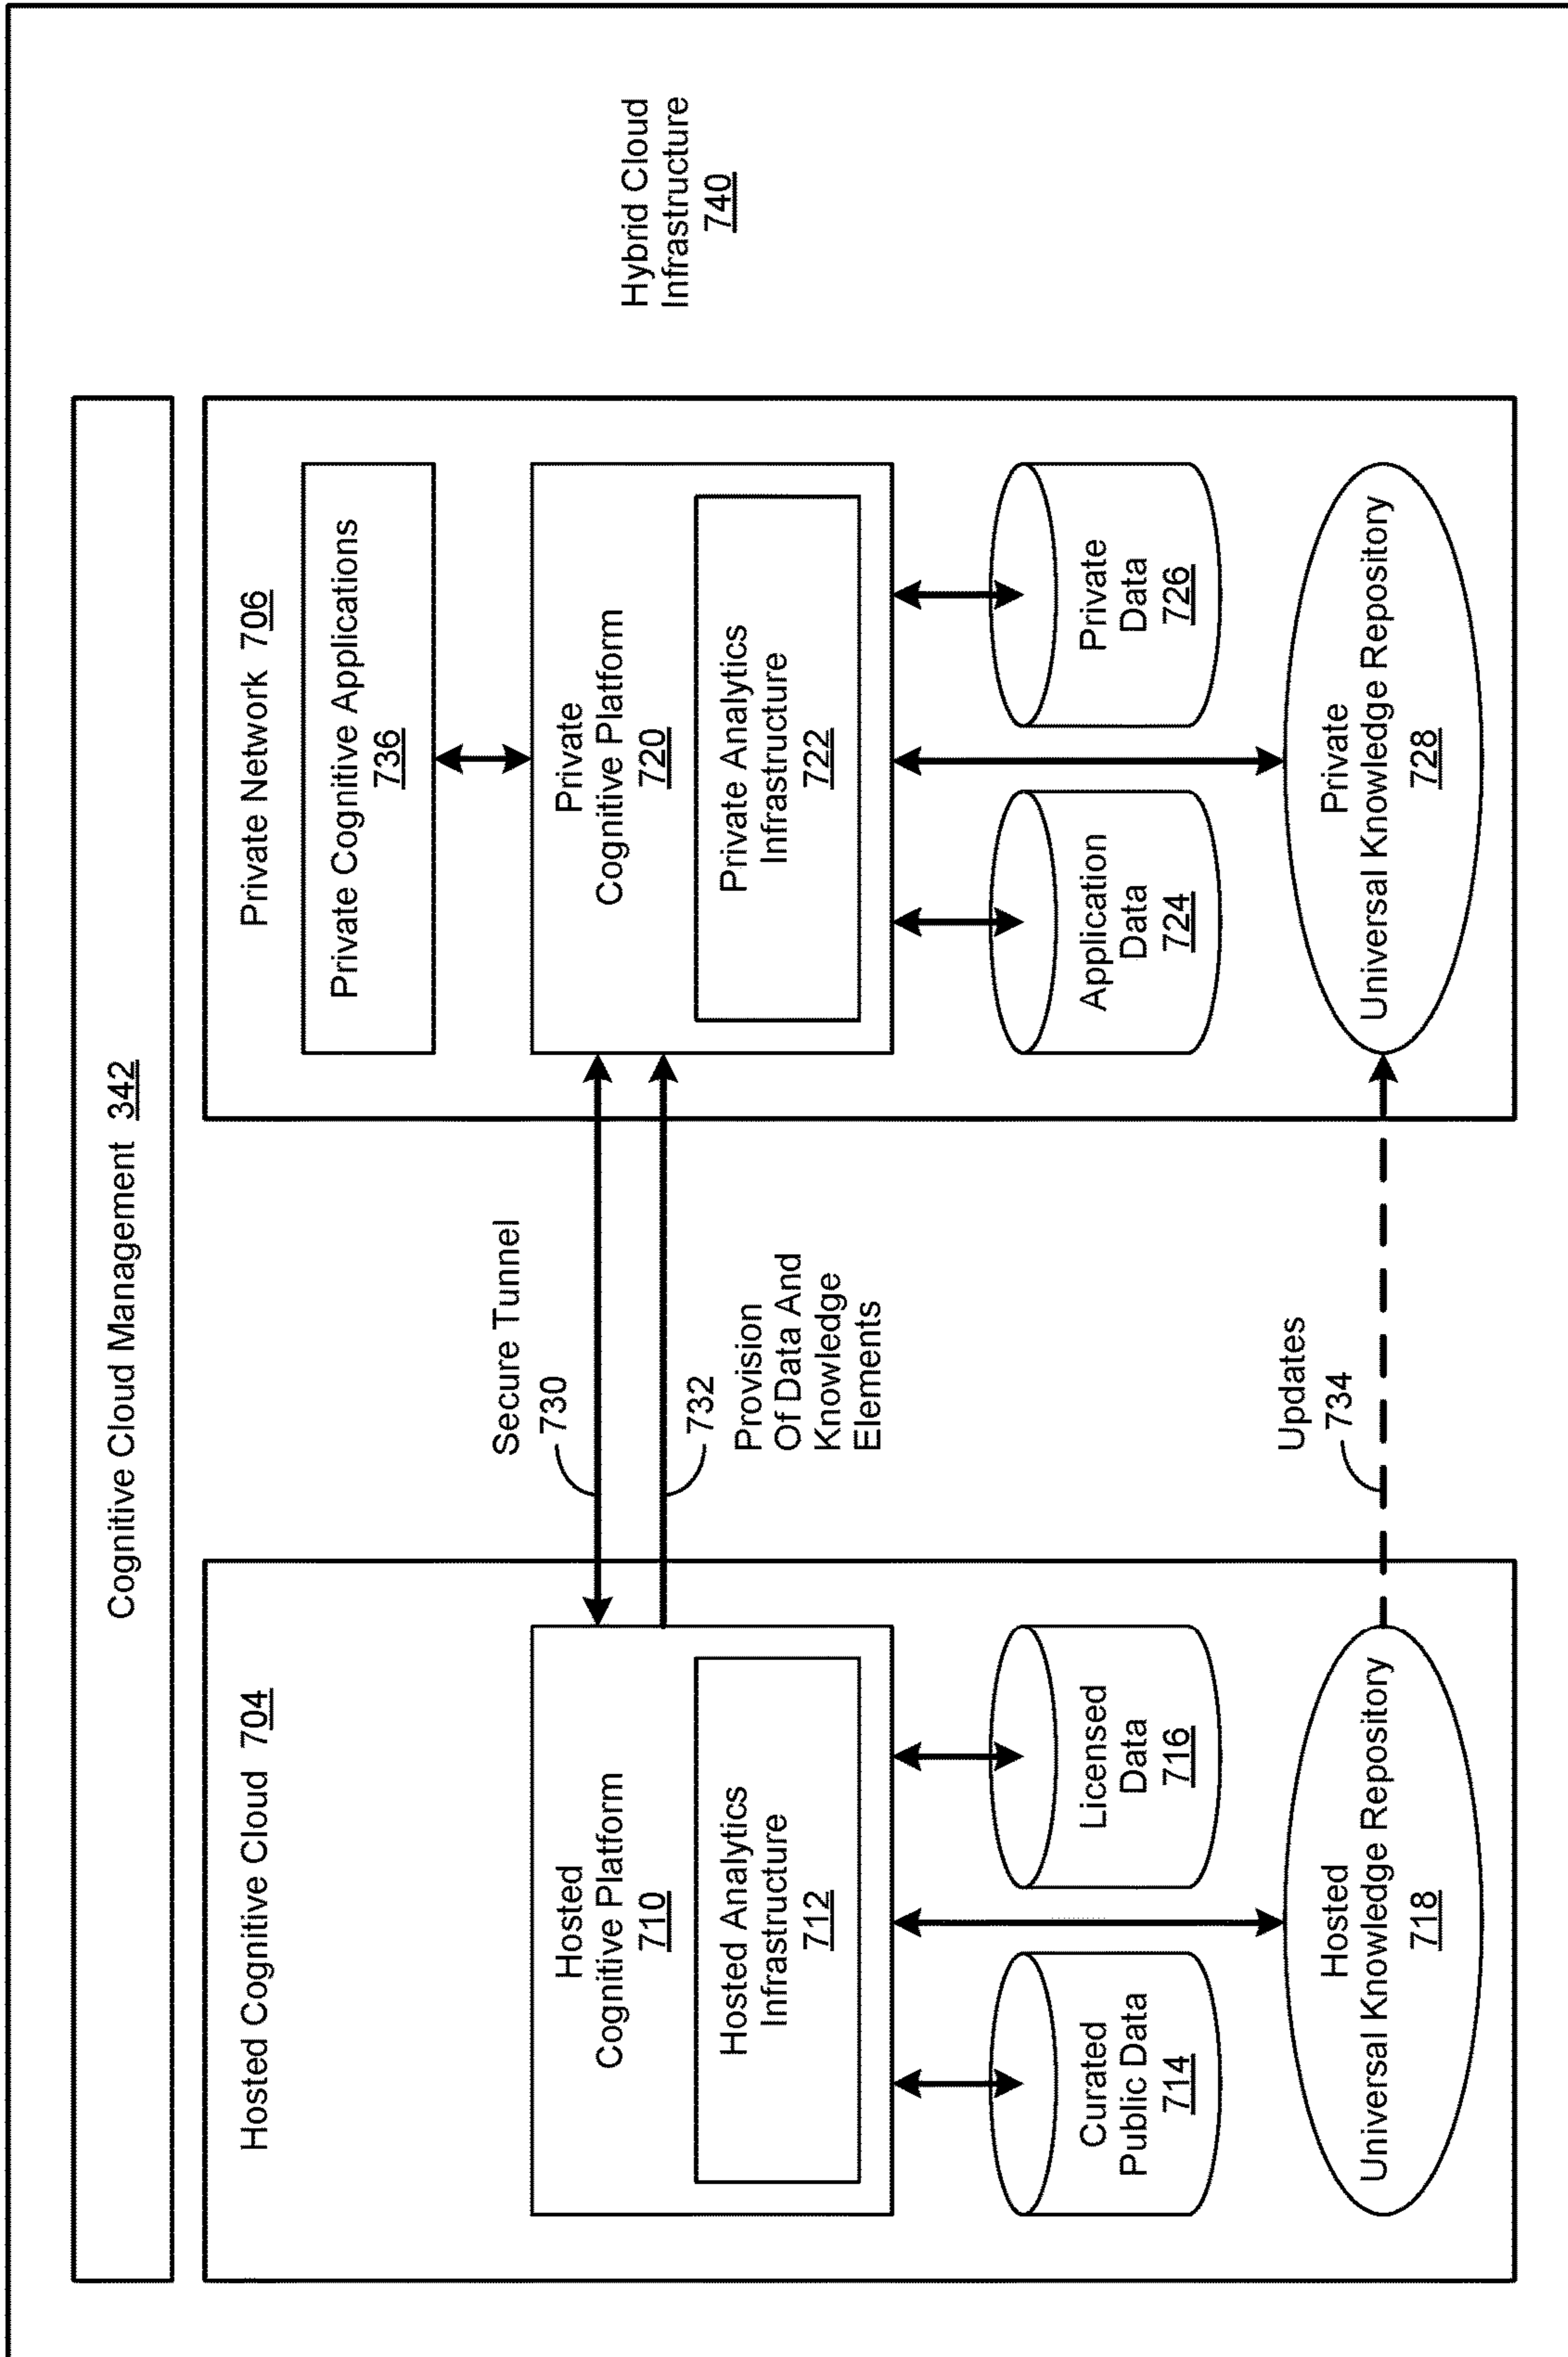 Cognitive Cloud Management 342
Hosted Cognitive Cloud 704
Hosted
Cognitive Platform
710
Hosted Analytics
Infrastructure
712
Curated
Public Data
714
Licensed
Data
716
Hosted
Universal Knowledge Repository
718
Secure Tunnel
730
732
Provision
Of Data And
Knowledge
Elements
Updates
734
Private Network 706
Private Cognitive Applications
736
Private
Cognitive Platform
720
Private Analytics
Infrastructure
722
Application
Data
724
Private
Data
726
Private
Universal Knowledge Repository
728
Hybrid Cloud
Infrastructure
740